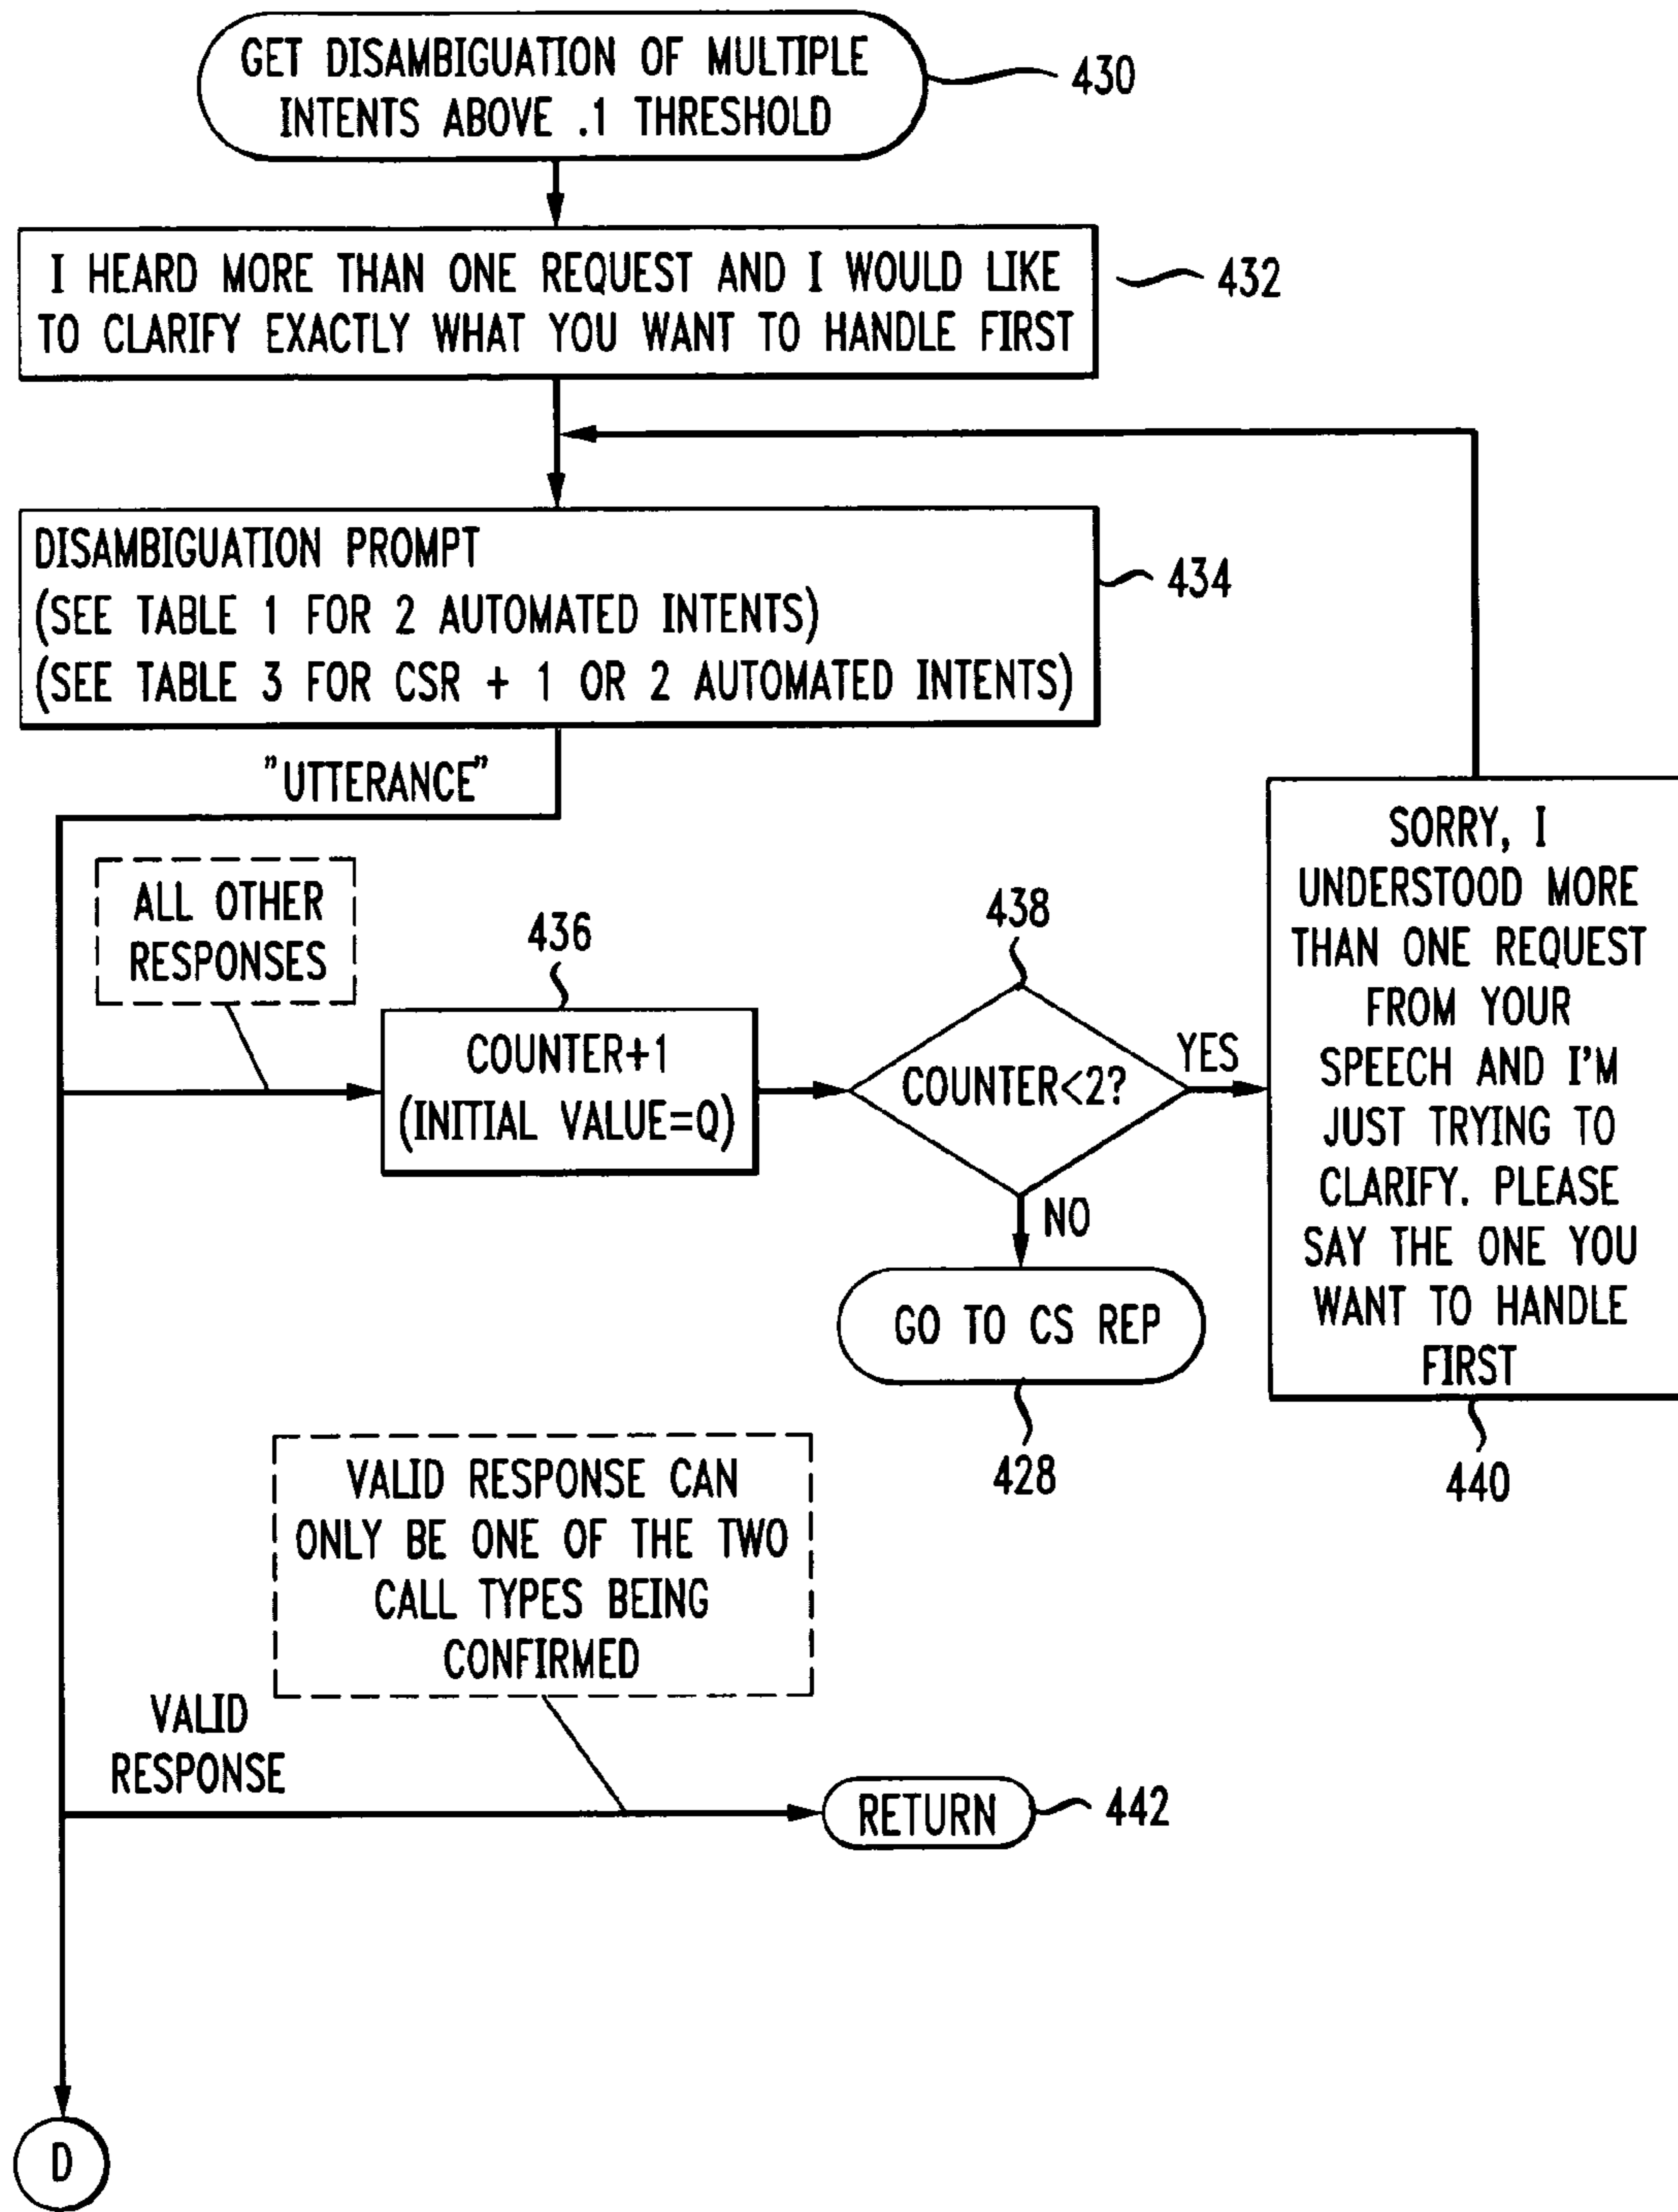 GET DISAMBIGUATION OF MULTIPLE
INTENTS ABOVE .1 THRESHOLD
430
I HEARD MORE THAN ONE REQUEST AND I WOULD LIKE
TO CLARIFY EXACTLY WHAT YOU WANT TO HANDLE FIRST
432
DISAMBIGUATION PROMPT
(SEE TABLE 1 FOR 2 AUTOMATED INTENTS)
(SEE TABLE 3 FOR CSR + 1 OR 2 AUTOMATED INTENTS)
434
"UTTERANCE"
ALL OTHER
RESPONSES
436
COUNTER+1
(INITIAL VALUE=Q)
438
COUNTER<2?
YES
NO
GO TO CS REP
428
SORRY, I
UNDERSTOOD MORE
THAN ONE REQUEST
FROM YOUR
SPEECH AND I'M
JUST TRYING TO
CLARIFY. PLEASE
SAY THE ONE YOU
WANT TO HANDLE
FIRST
440
VALID RESPONSE CAN
ONLY BE ONE OF THE TWO
CALL TYPES BEING
CONFIRMED
VALID
RESPONSE
RETURN
442
D